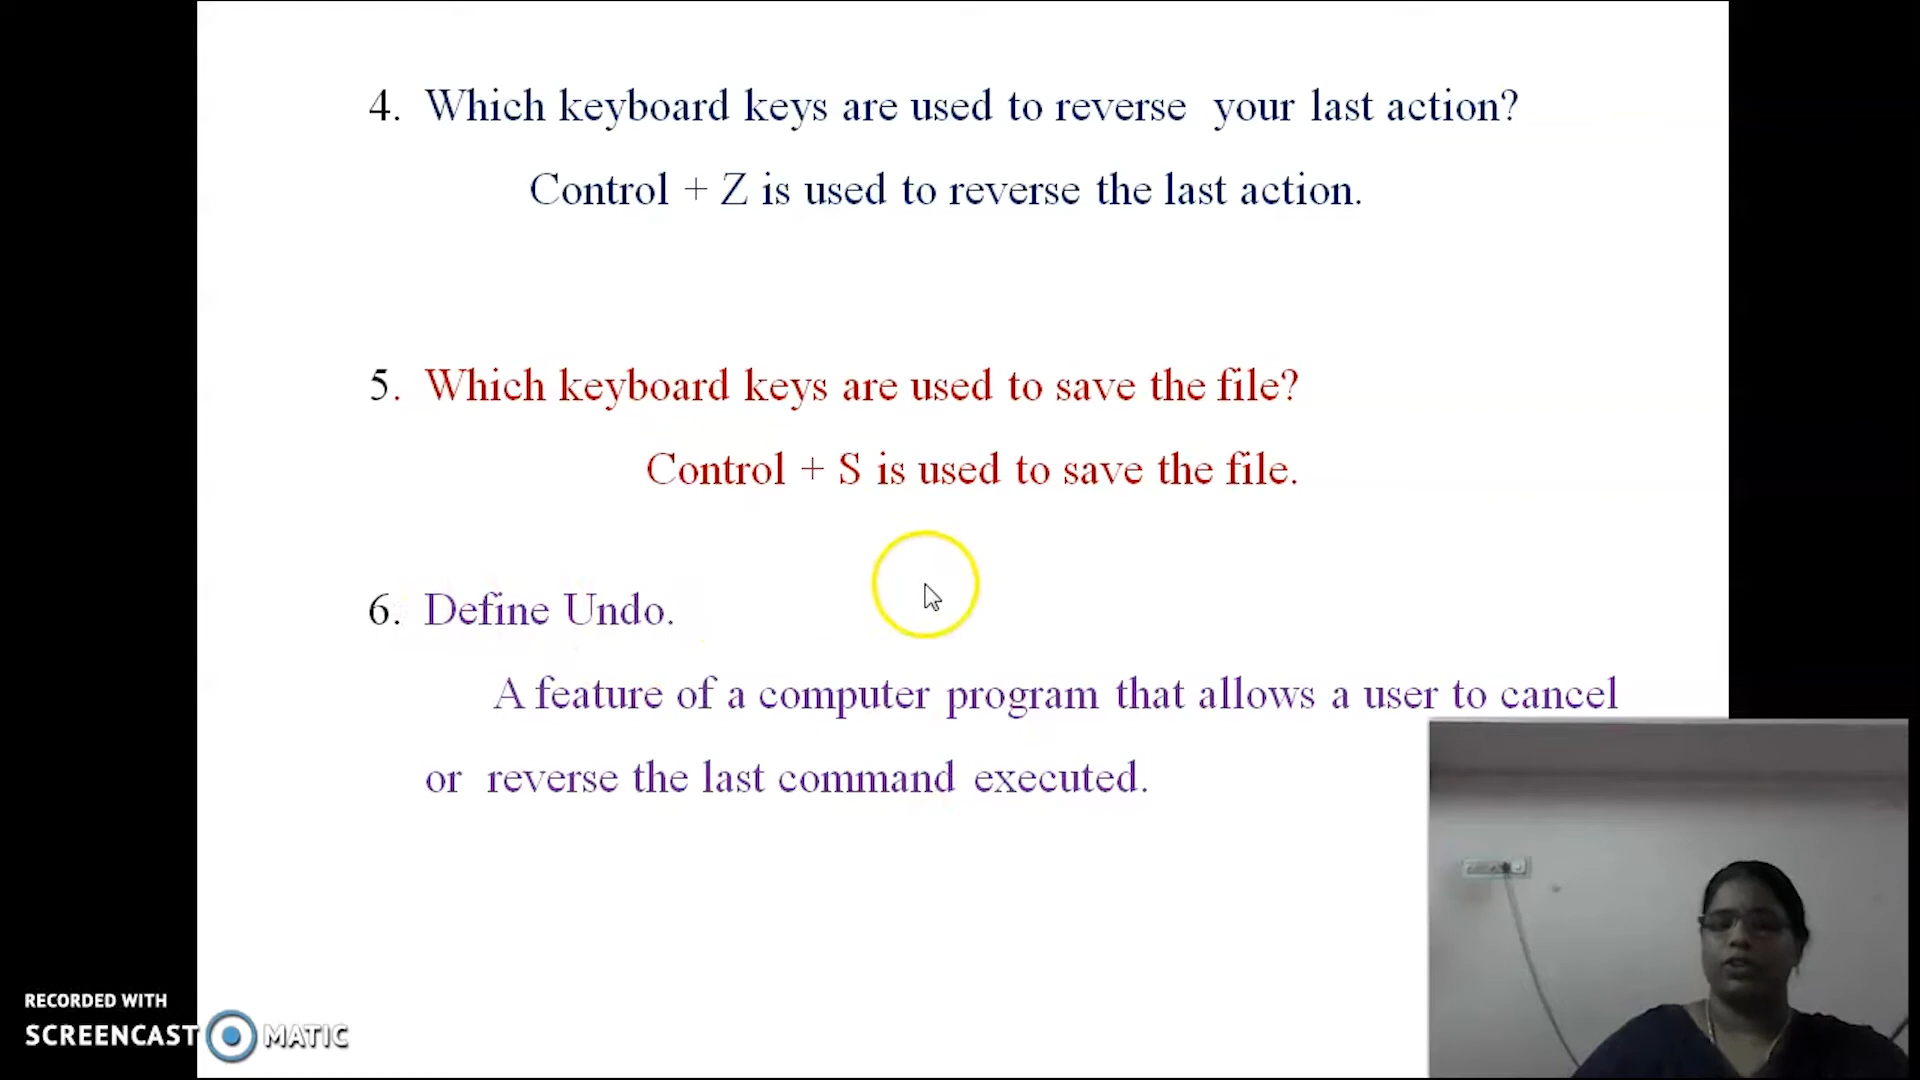 4. Which keyboard keys are used to reverse your last action?
Control + Z is used to reverse the last action.
5. Which keyboard keys are used to save the file?
Control + S is used to save the file.
6. Define Undo.
A feature of a computer program that allows a user to cancel
or reverse the last command executed.
RECORDED WITH
SCREENCAST MATIC